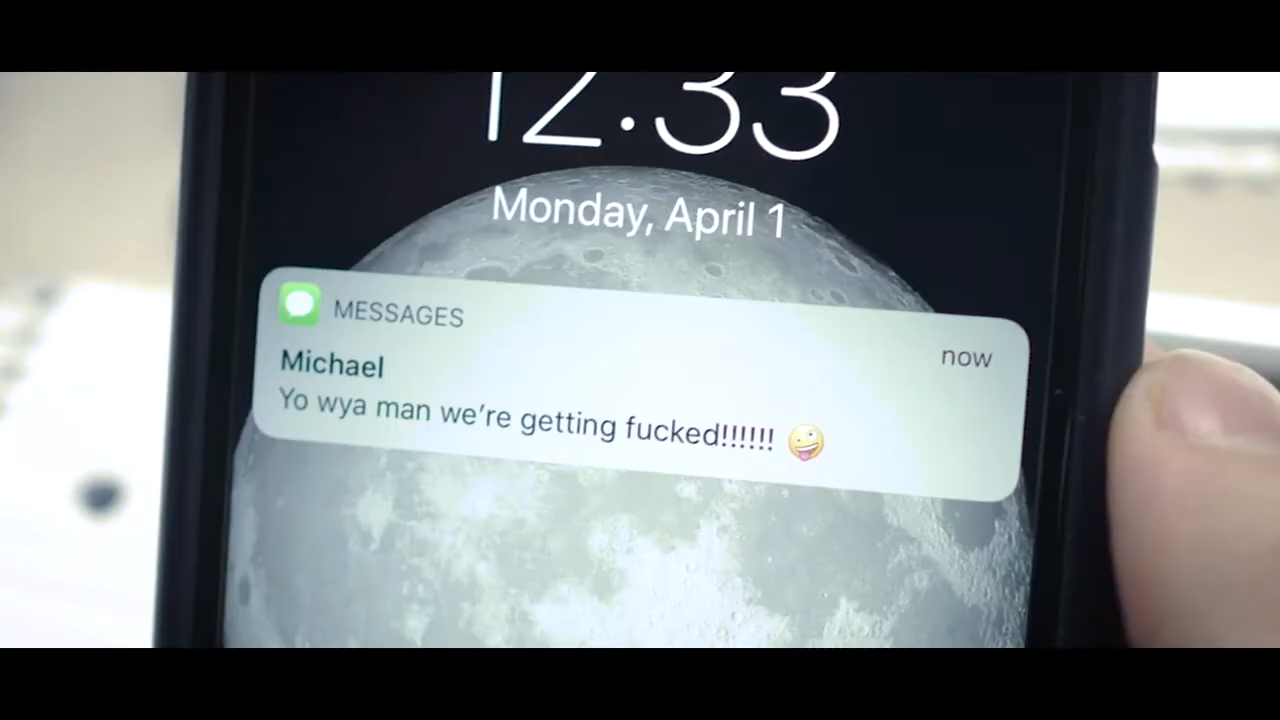 12:33
Monday, April 1
MESSAGES
now
Michael
Yo wya man we're getting fucked!!!!!! 🤪